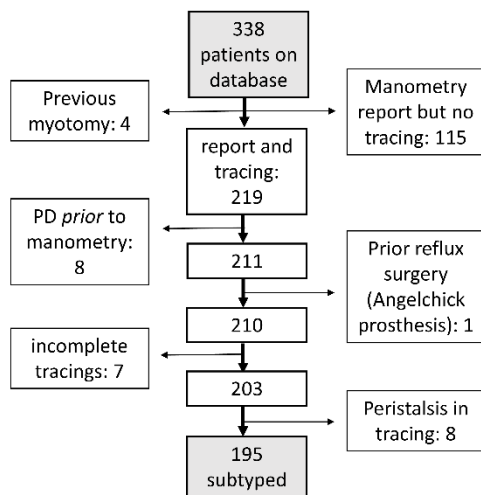 338
patients on
database
Previous
myotomy: 4
Manometry
report but no
tracing: 115
report and
tracing:
219
PD prior to
manometry:
8
211
Prior reflux
surgery
(Angelchick
prosthesis): 1
210
incomplete
tracings: 7
203
Peristalsis in
tracing: 8
195
subtyped